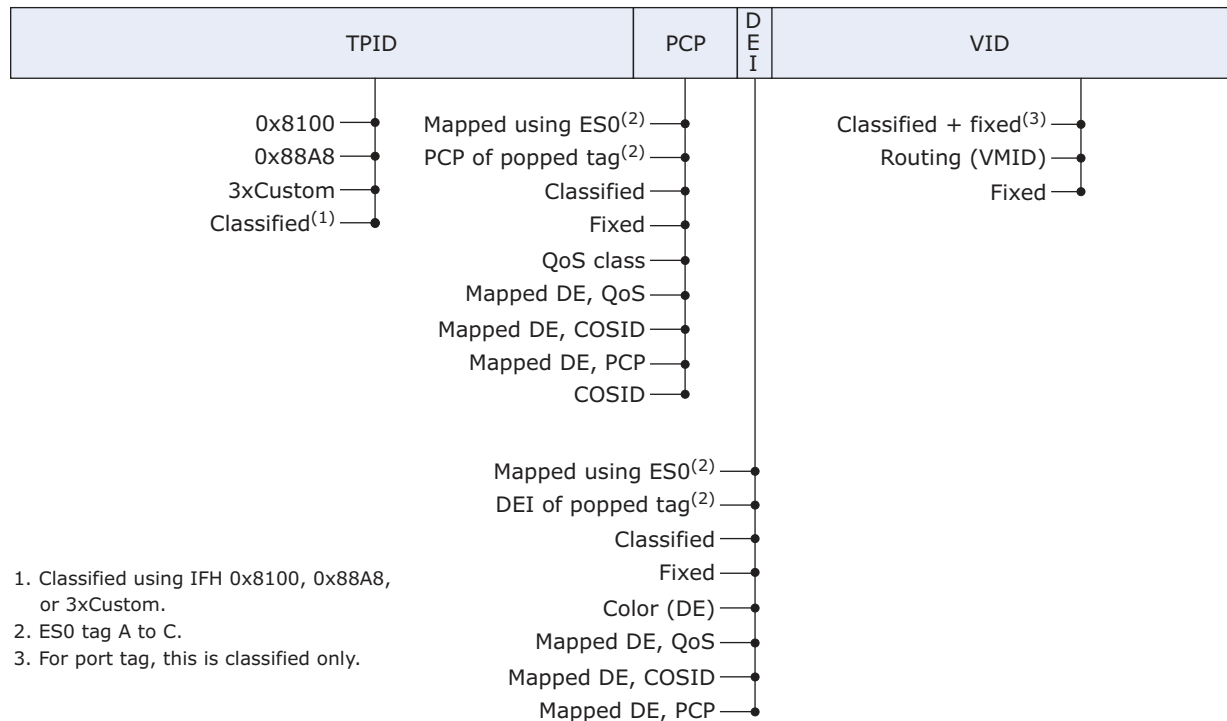 TPID
PCP
DEI
VID
0x8100
0x88A8
3xCustom
Classified(1)
Mapped using ES0(2)
PCP of popped tag(2)
Classified
Fixed
QoS class
Mapped DE, QoS
Mapped DE, COSID
Mapped DE, PCP
COSID
Classified + fixed(3)
Routing (VMID)
Fixed
Mapped using ES0(2)
DEI of popped tag(2)
Classified
Fixed
Color (DE)
Mapped DE, QoS
Mapped DE, COSID
Mapped DE, PCP
1. Classified using IFH 0x8100, 0x88A8,
or 3xCustom.
2. ES0 tag A to C.
3. For port tag, this is classified only.